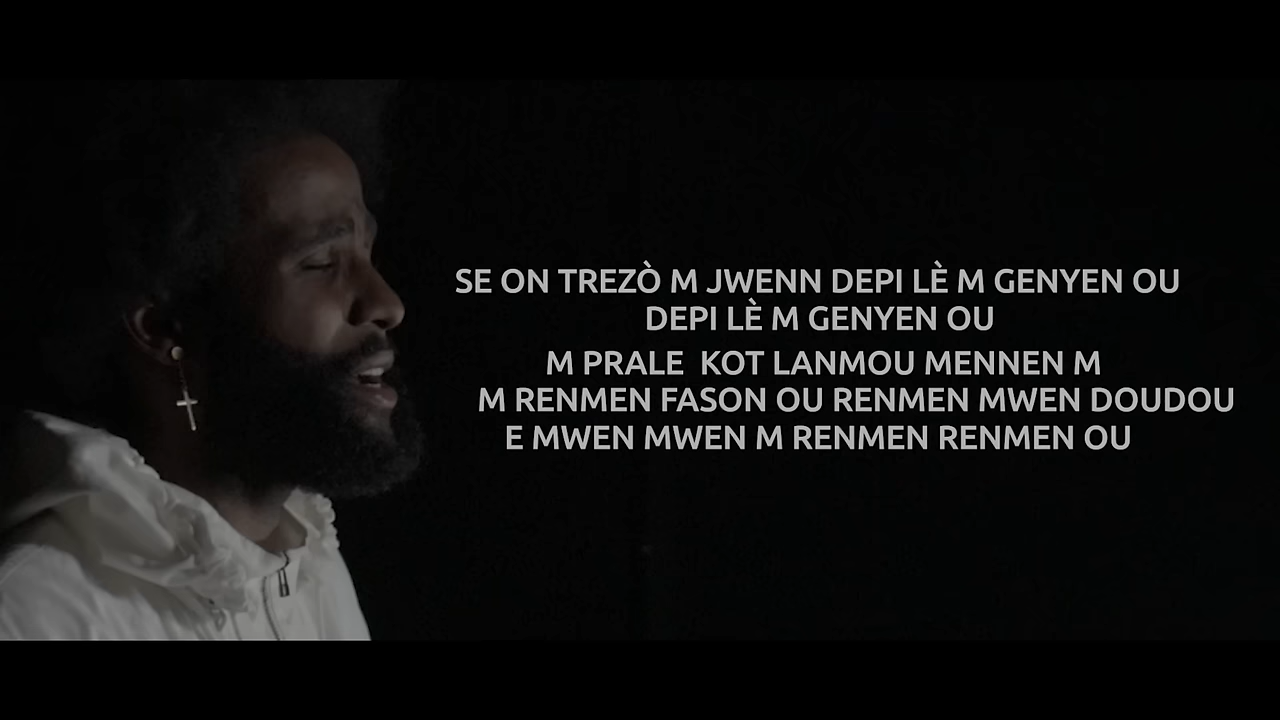 SE ON TREZÒ M JWENN DEPI LÈ M GENYEN OU
DEPI LÈ M GENYEN OU
M PRALE KOT LANMOU MENNEN M
M RENMEN FASON OU RENMEN MWEN DOUDOU
E MWEN MWEN M RENMEN RENMEN OU